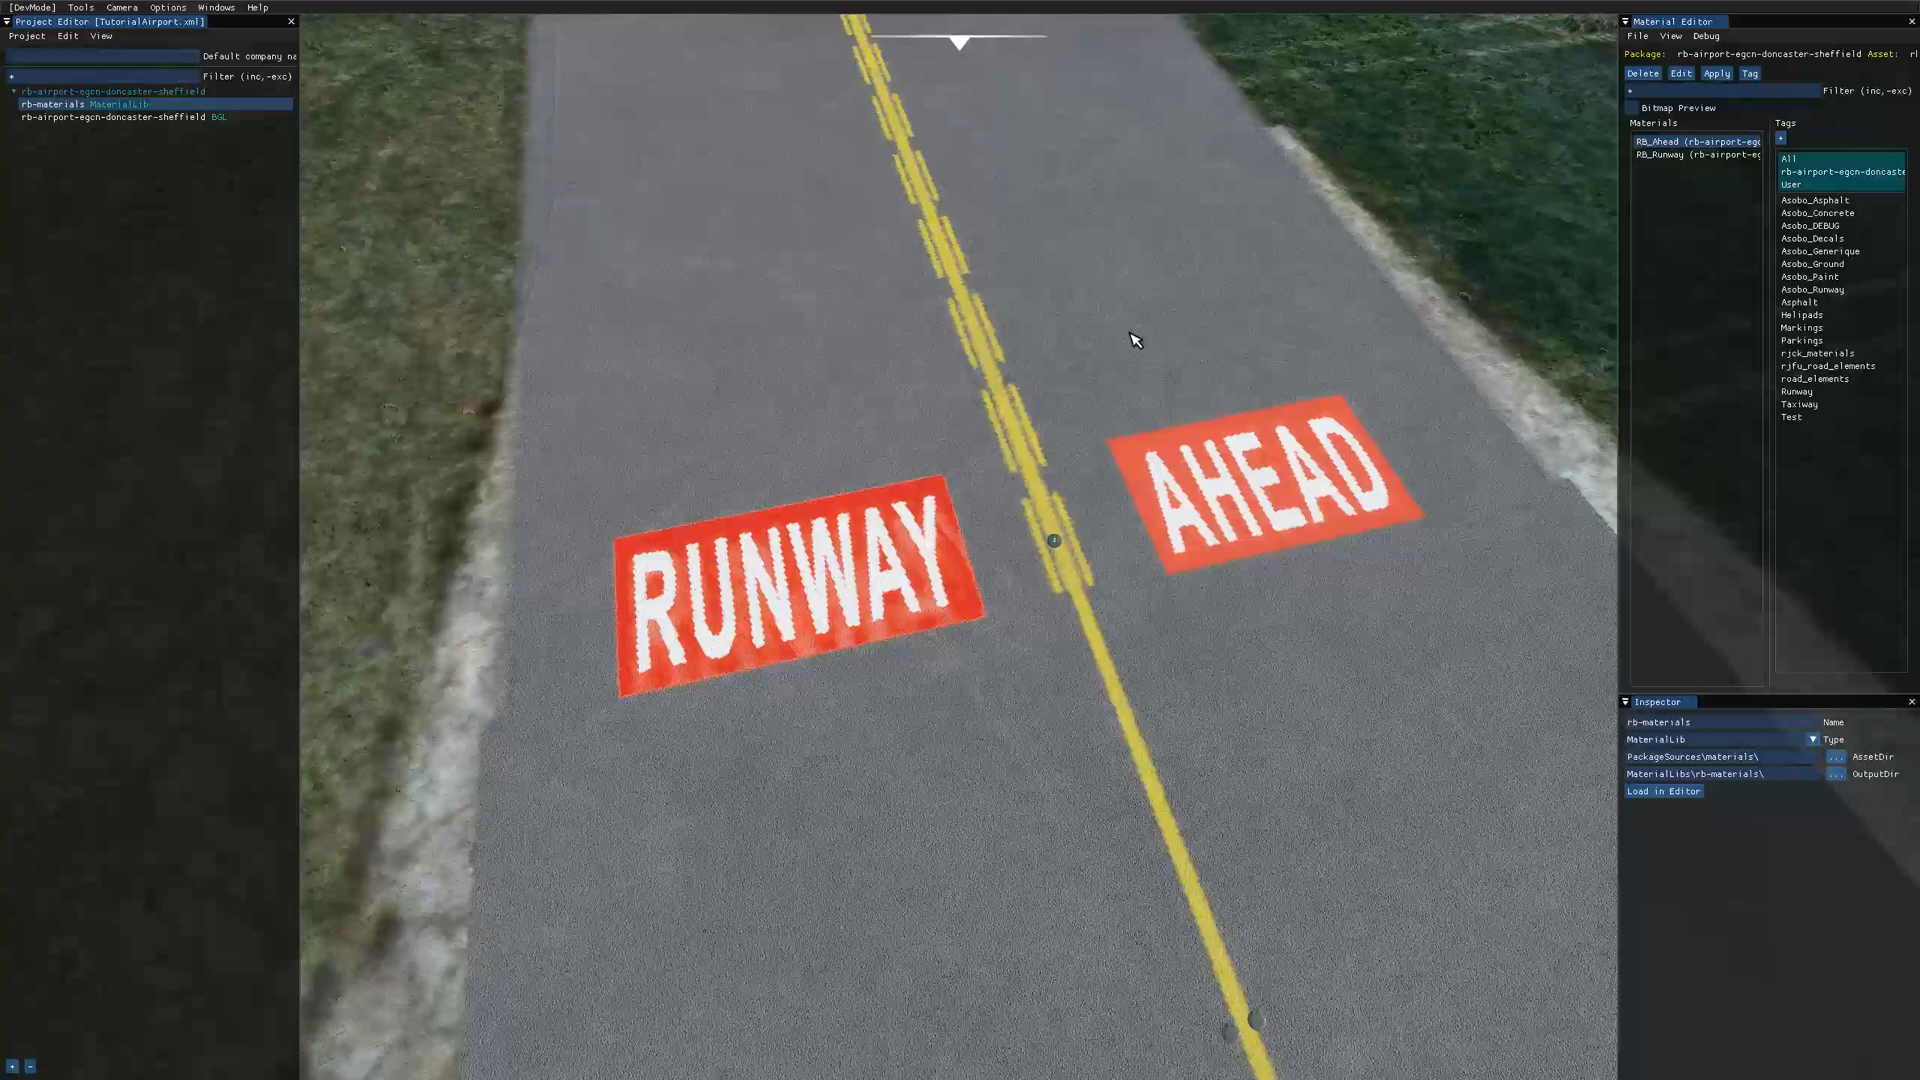 [DevMode] Tools Camera Options Windows Help
Project Editor [TutorialAirport.xml]
Project Edit View
Default company na
* Filter (inc,-exc)
rb-airport-egcn-doncaster-sheffield
rb-materials MaterialLib
rb-airport-egcn-doncaster-sheffield BGL
RUNWAY
AHEAD
Material Editor
File View Debug
Package: rb-airport-egcn-doncaster-sheffield Asset: rl
Delete Edit Apply Tag
* Filter (inc,-exc)
Bitmap Preview
Materials
RB_Ahead (rb-airport-egc
RB_Runway (rb-airport-eg
Tags
+
All
rb-airport-egcn-doncaste
User
Asobo_Asphalt
Asobo_Concrete
Asobo_DEBUG
Asobo_Decals
Asobo_Generique
Asobo_Ground
Asobo_Paint
Asobo_Runway
Asphalt
Helipads
Markings
Parkings
rjck_materials
rjfu_road_elements
road_elements
Runway
Taxiway
Test
Inspector
rb-materials Name
MaterialLib Type
PackageSources\materials\ ... AssetDir
MaterialLibs\rb-materials\ ... OutputDir
Load in Editor
+ -